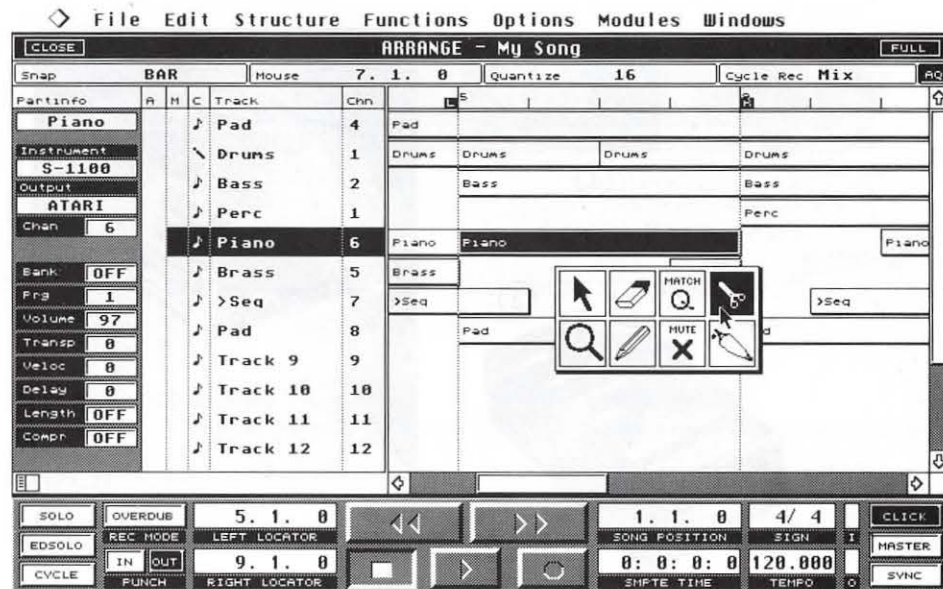 File Edit Structure Functions Options Modules Windows
CLOSE ARRANGE - My Song FULL
Snap BAR Mouse 7. 1. 0 Quantize 16 Cycle Rec Mix AQ
Partinfo A M C Track Chn 5 9
Piano ♪ Pad 4 Pad
Instrument Drums 1 Drums Drums Drums Drums
S-1100
Output ♪ Bass 2 Bass Bass
ATARI ♪ Perc 1 Perc
Chan 6
♪ Piano 6 Piano Piano Piano
Bank OFF ♪ Brass 5 Brass
MATCH Q
Prg 1 ♪ >Seq 7 >Seq >Seq
Volume 97
Transp 0 ♪ Pad 8 Pad d
MUTE X
Veloc 0 ♪ Track 9 9
Delay 0 ♪ Track 10 10
Length OFF ♪ Track 11 11
Compr OFF ♪ Track 12 12
SOLO OVERDUB 5. 1. 0 1. 1. 0 4/ 4 CLICK
REC MODE LEFT LOCATOR SONG POSITION SIGN I
EDSOLO MASTER
IN OUT 9. 1. 0 0: 0: 0: 0 120.000
CYCLE PUNCH RIGHT LOCATOR SMPTE TIME TEMPO O SYNC